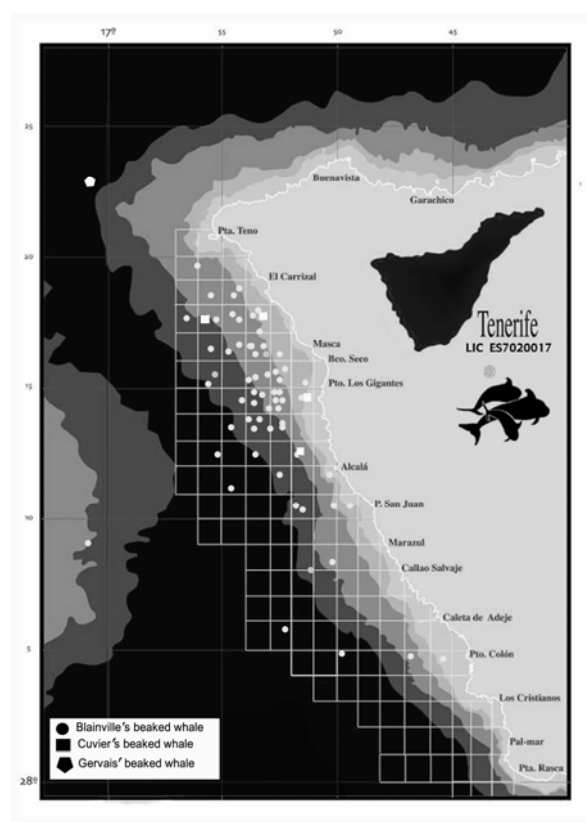 17º
55
50
45
25
Buenavista
Garachico
Pta. Teno
20
El Carrizal
Tenerife
LIC ES7020017
Masca
Bco. Seco
15
Pto. Los Gigantes
Alcalá
10
P. San Juan
Marazul
Callao Salvaje
Caleta de Adeje
5
Pto. Colón
Los Cristianos
Blainville's beaked whale
Cuvier's beaked whale
Gervais' beaked whale
Pal-mar
Pta. Rasca
28º